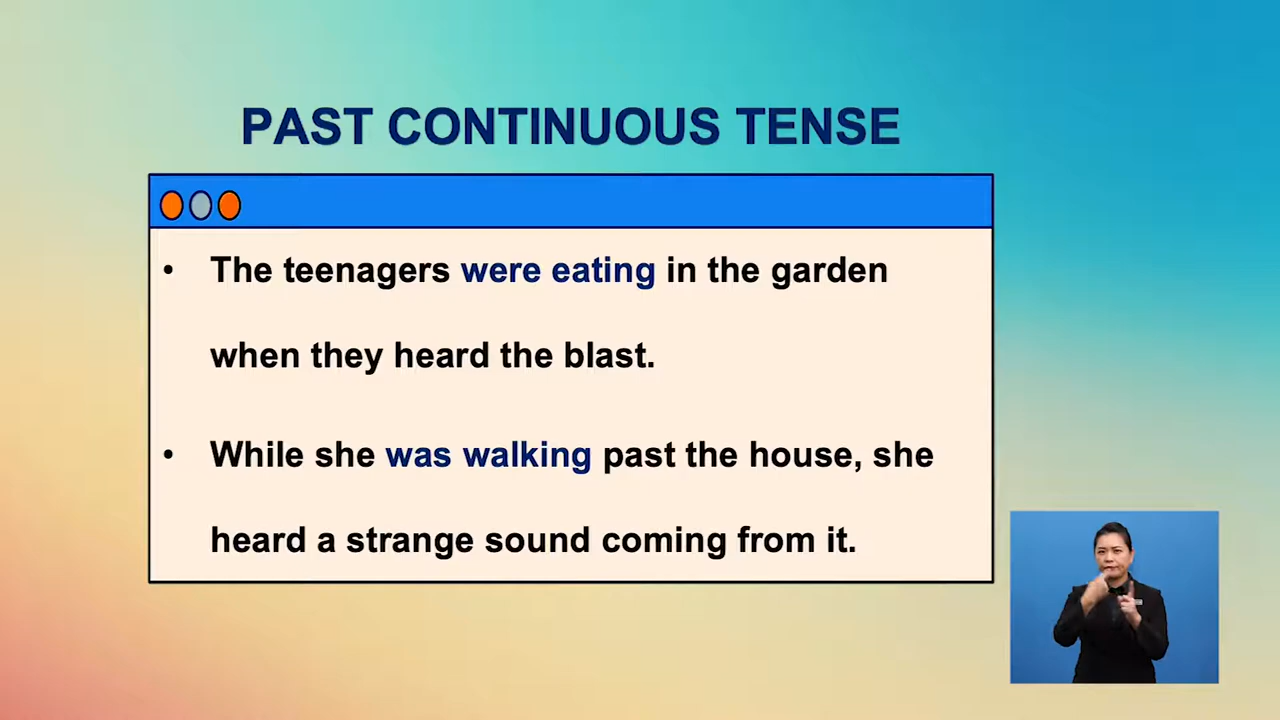 PAST CONTINUOUS TENSE
• The teenagers were eating in the garden
when they heard the blast.
• While she was walking past the house, she
heard a strange sound coming from it.